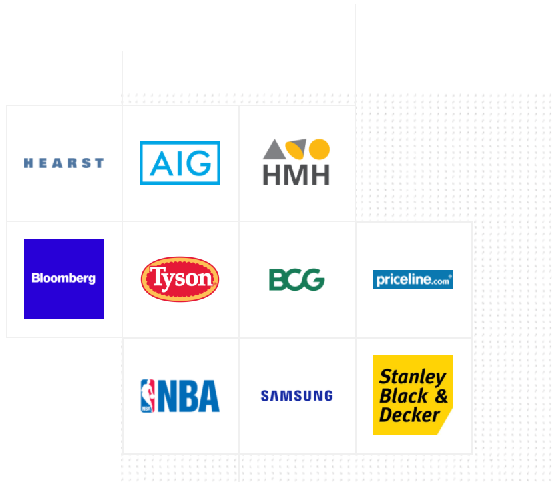 HEARST
AIG
HMH
Bloomberg
Tyson
BCG
priceline.com®
NBA
SAMSUNG
Stanley
Black &
Decker